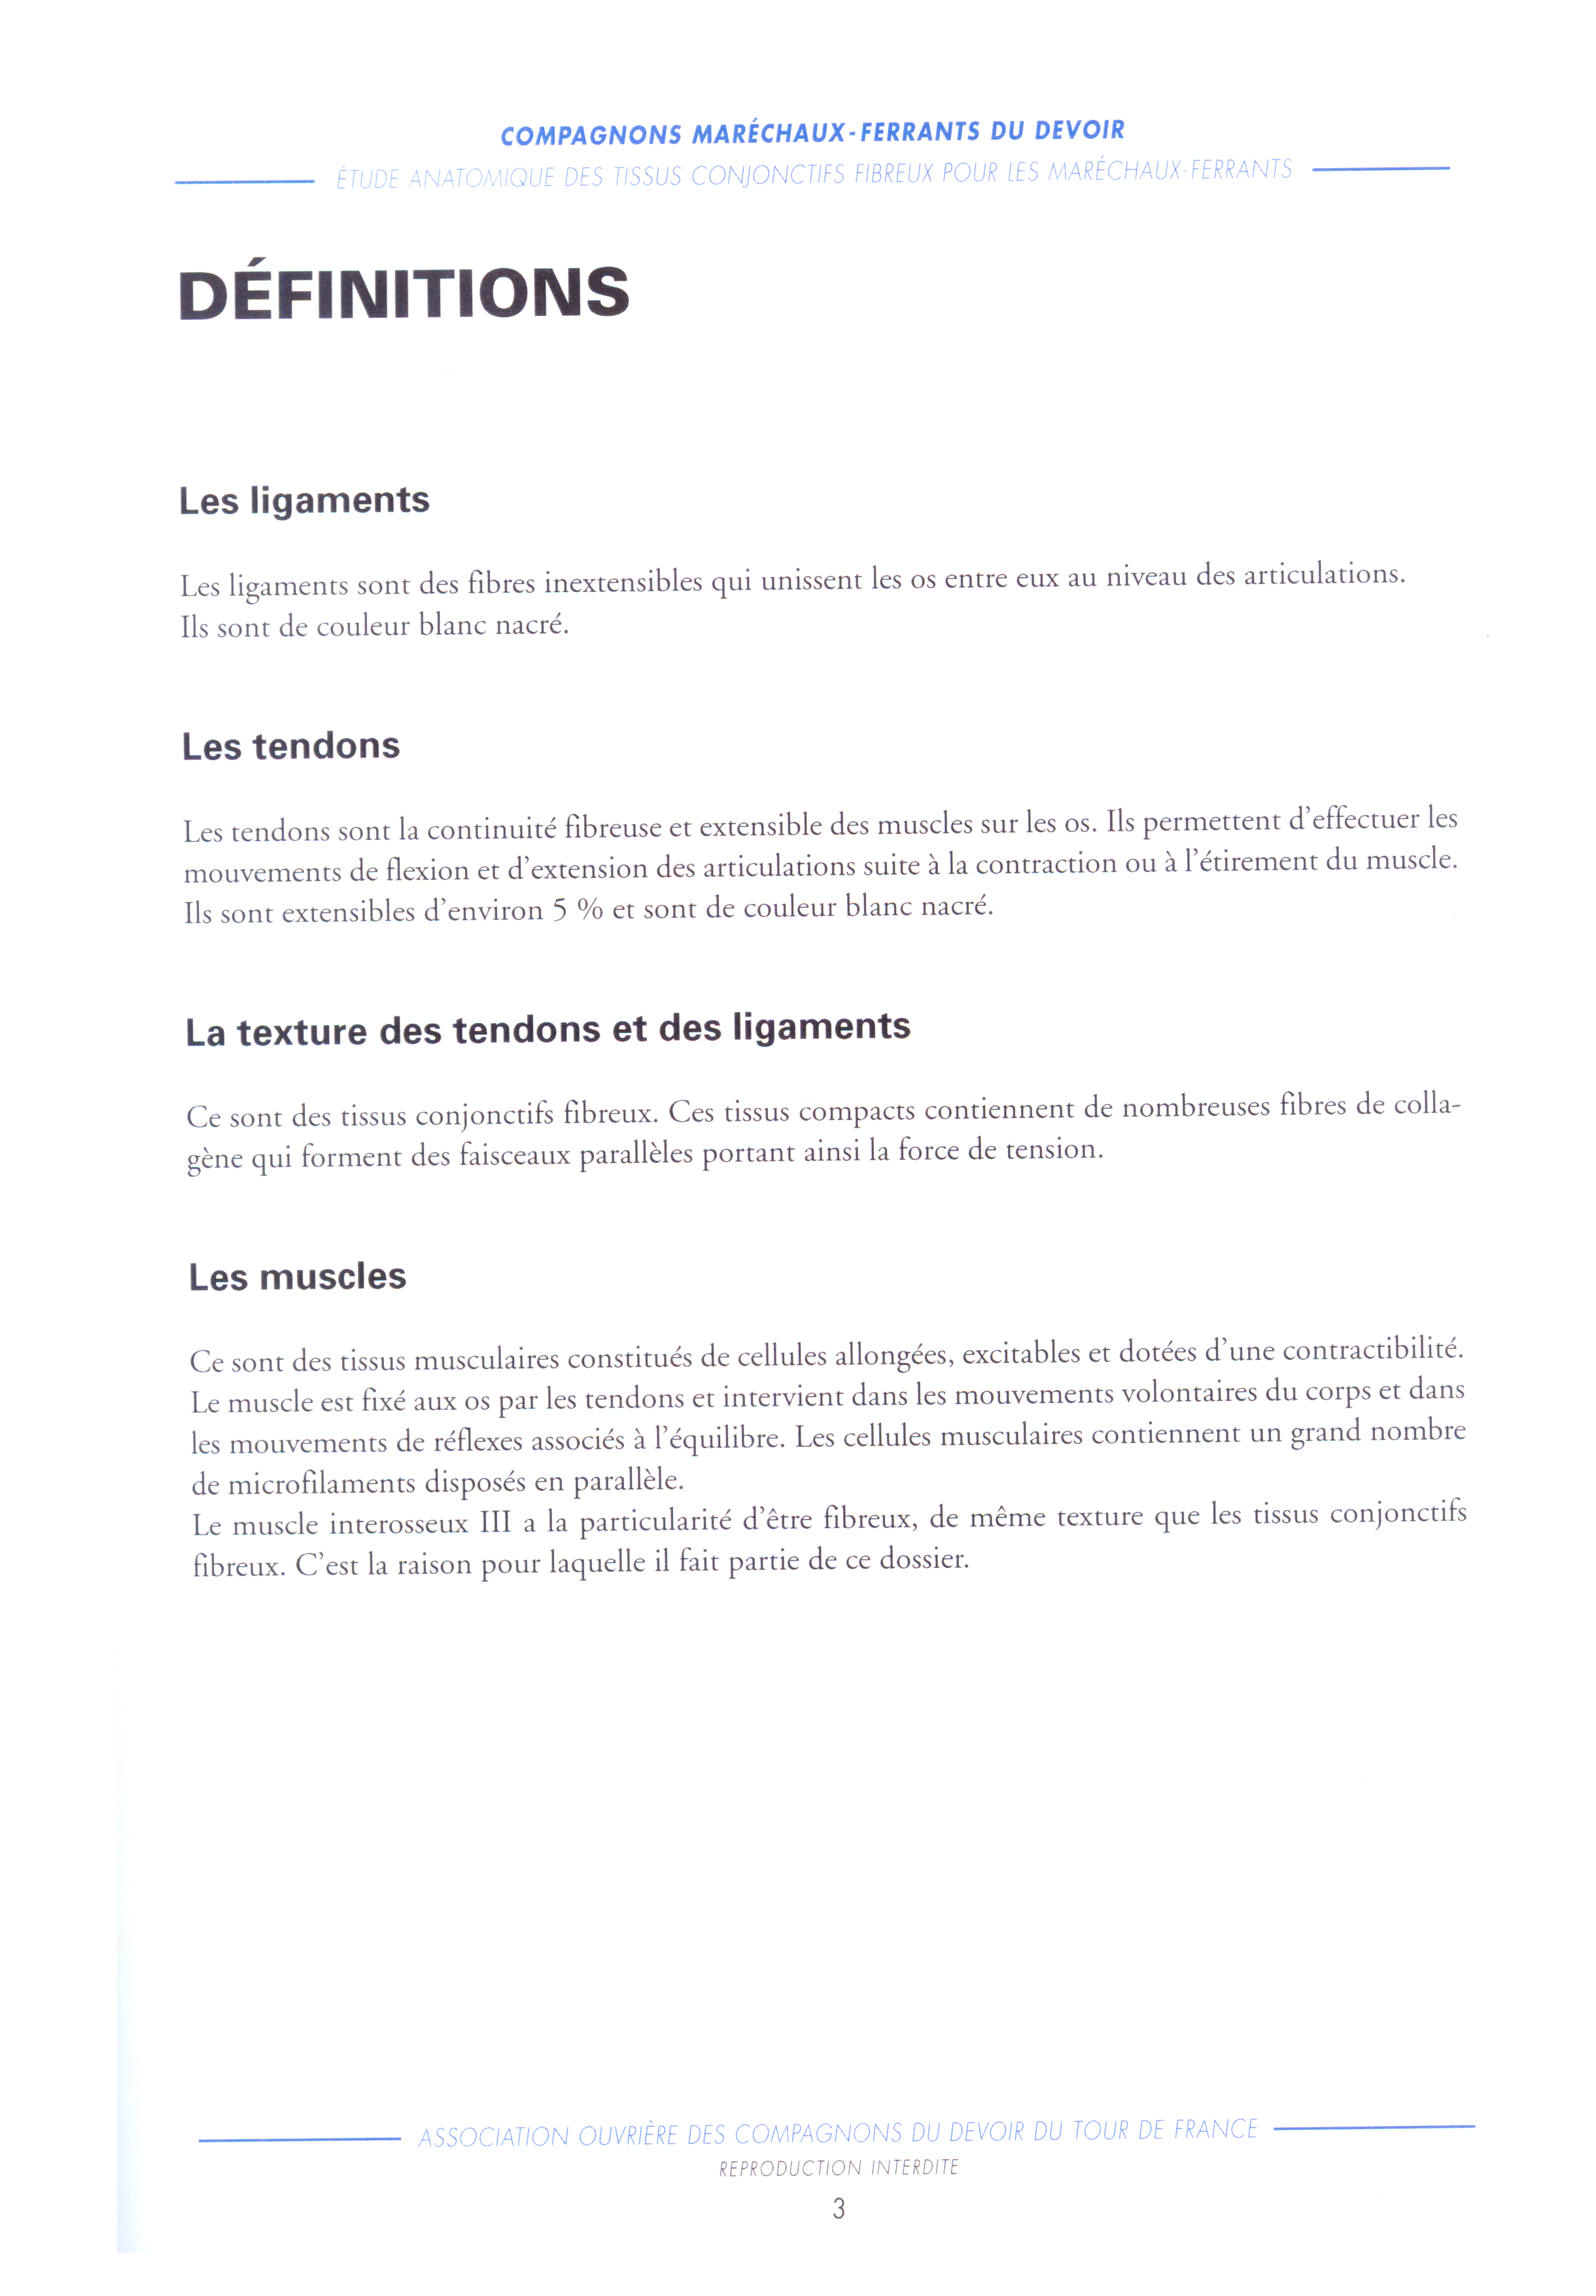 COMPAGNONS MARÉCHAUX-FERRANTS DU DEVOIR
ÉTUDE ANATOMIQUE DES TISSUS CONJONCTIFS FIBREUX POUR LES MARÉCHAUX-FERRANTS
DÉFINITIONS
Les ligaments
Les ligaments sont des fibres inextensibles qui unissent les os entre eux au niveau des articulations.
Ils sont de couleur blanc nacré.
Les tendons
Les tendons sont la continuité fibreuse et extensible des muscles sur les os. Ils permettent d'effectuer les
mouvements de flexion et d'extension des articulations suite à la contraction ou à l'étirement du muscle.
Ils sont extensibles d'environ 5 % et sont de couleur blanc nacré.
La texture des tendons et des ligaments
Ce sont des tissus conjonctifs fibreux. Ces tissus compacts contiennent de nombreuses fibres de colla-
gène qui forment des faisceaux parallèles portant ainsi la force de tension.
Les muscles
Ce sont des tissus musculaires constitués de cellules allongées, excitables et dotées d'une contractibilité.
Le muscle est fixé aux os par les tendons et intervient dans les mouvements volontaires du corps et dans
les mouvements de réflexes associés à l'équilibre. Les cellules musculaires contiennent un grand nombre
de microfilaments disposés en parallèle.
Le muscle interosseux III a la particularité d'être fibreux, de même texture que les tissus conjonctifs
fibreux. C'est la raison pour laquelle il fait partie de ce dossier.
ASSOCIATION OUVRIÈRE DES COMPAGNONS DU DEVOIR DU TOUR DE FRANCE
REPRODUCTION INTERDITE
3